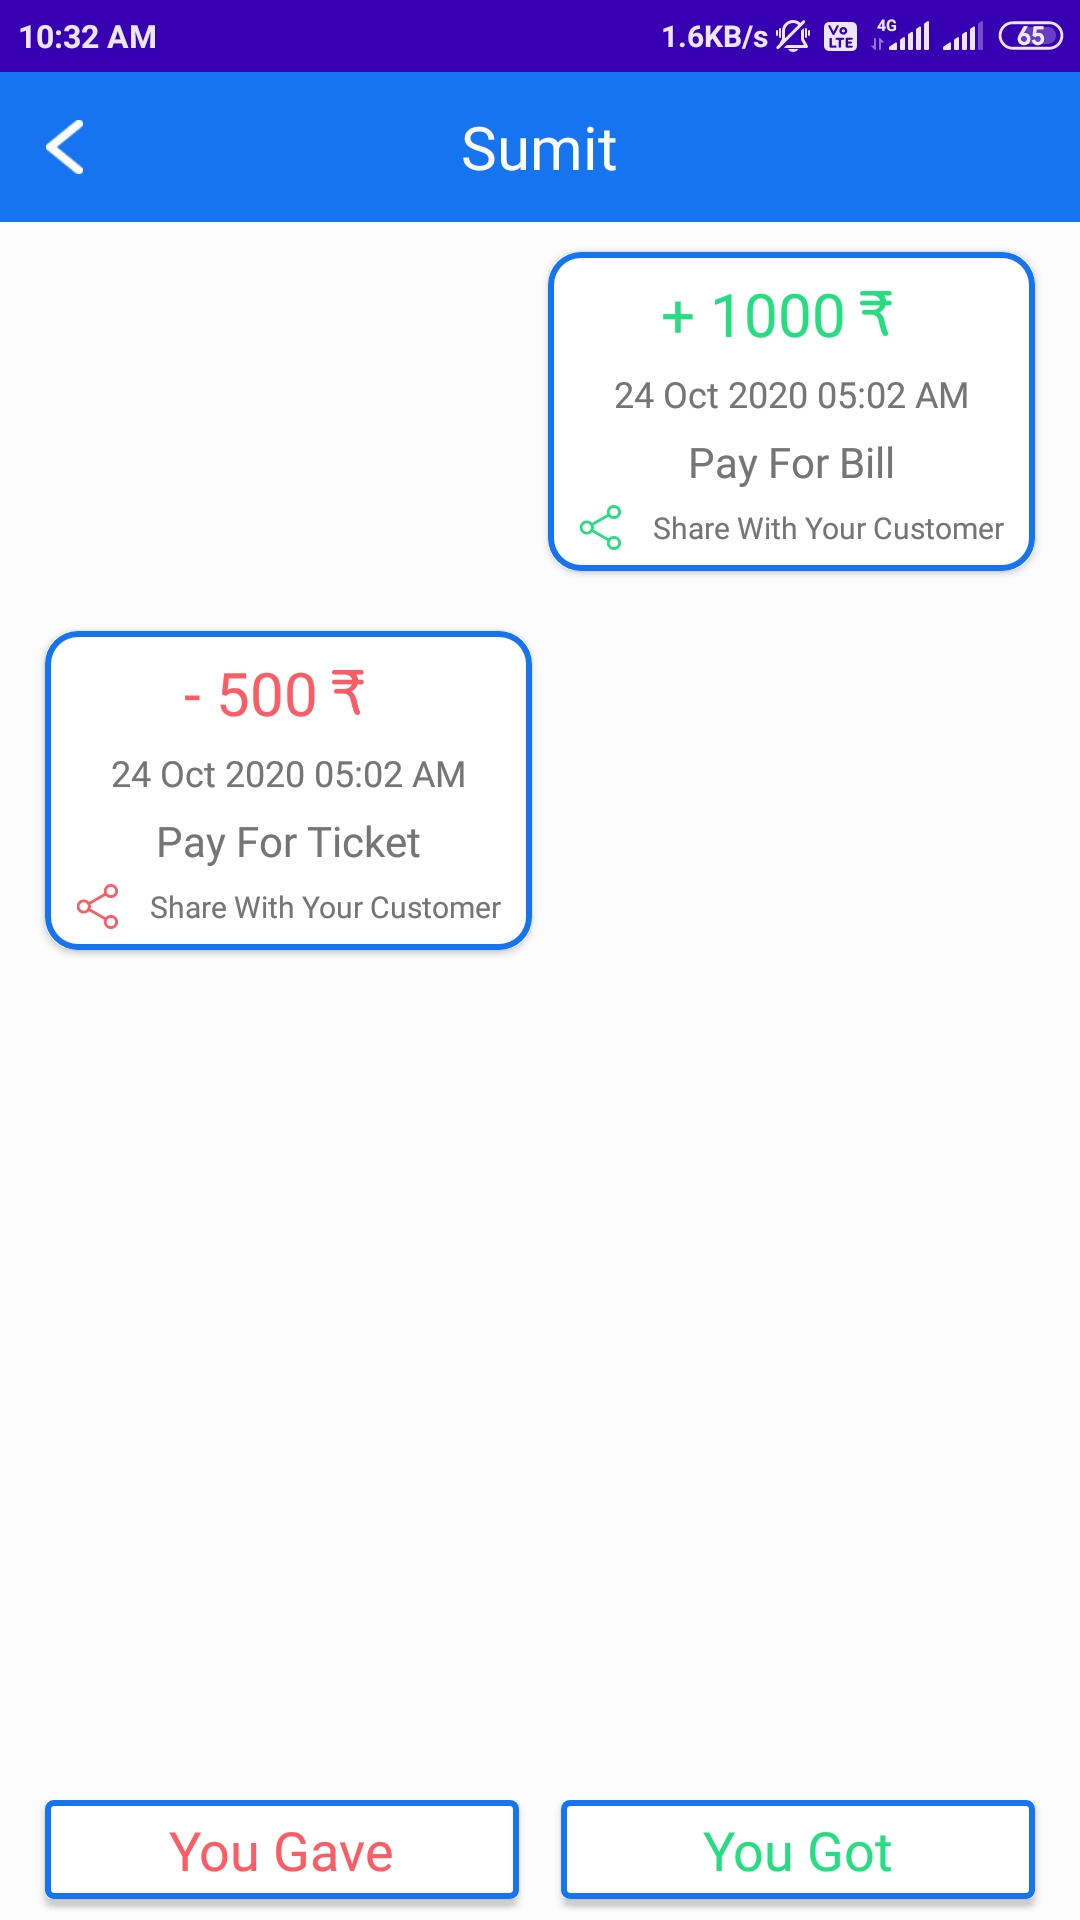 10:32 AM 1.6KB/s Vo LTE 4G 65
Sumit
+ 1000 ₹
24 Oct 2020 05:02 AM
Pay For Bill
Share With Your Customer
- 500 ₹
24 Oct 2020 05:02 AM
Pay For Ticket
Share With Your Customer
You Gave
You Got